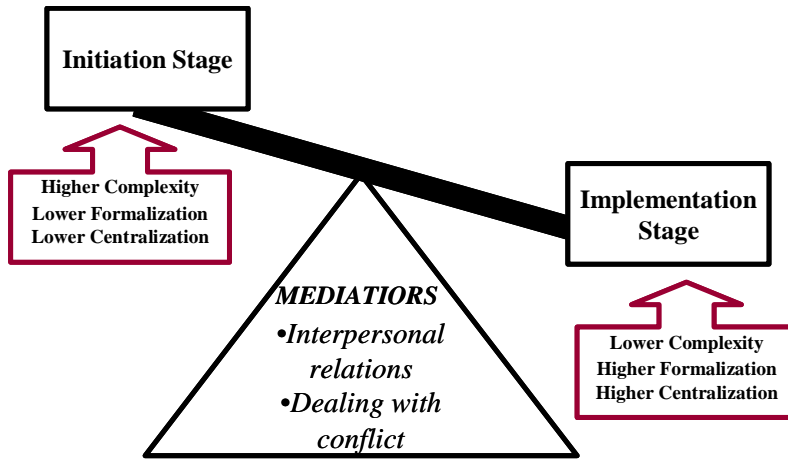 Initiation Stage
Higher Complexity
Lower Formalization
Lower Centralization
Implementation
Stage
MEDIATIORS
•Interpersonal
relations
•Dealing with
conflict
Lower Complexity
Higher Formalization
Higher Centralization